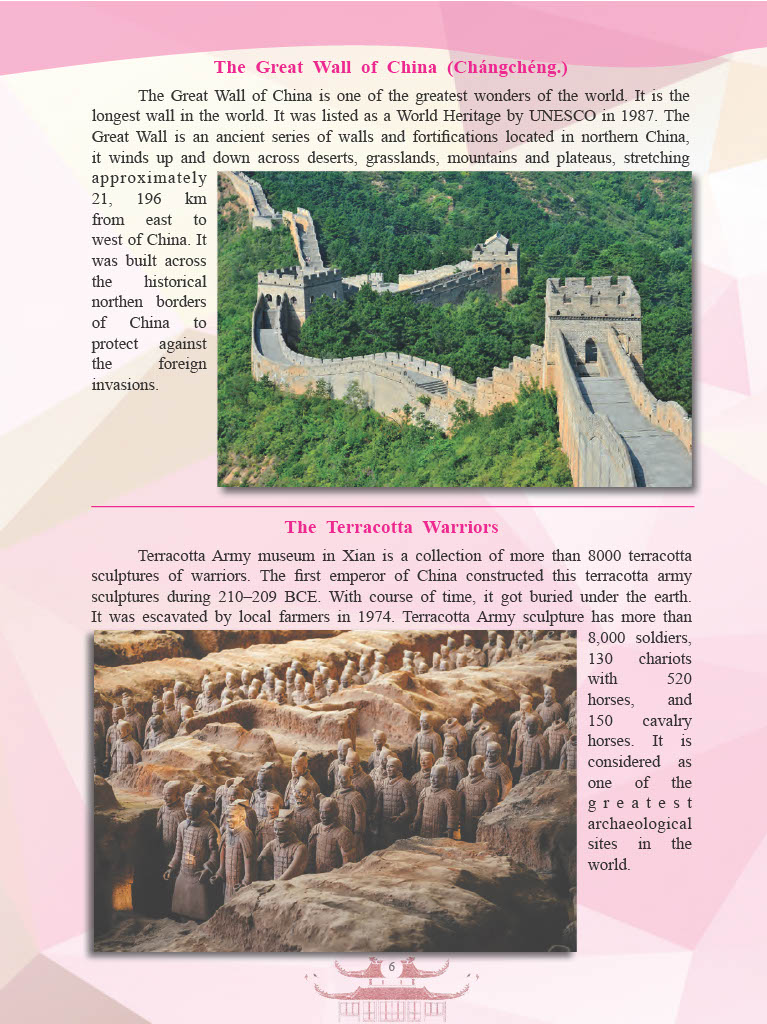 The Great Wall of China (Chángchéng.)
The Great Wall of China is one of the greatest wonders of the world. It is the
longest wall in the world. It was listed as a World Heritage by UNESCO in 1987. The
Great Wall is an ancient series of walls and fortifications located in northern China,
it winds up and down across deserts, grasslands, mountains and plateaus, stretching
approximately
21, 196 km
from east to
west of China. It
was built across
the historical
northen borders
of China to
protect against
the foreign
invasions.
The Terracotta Warriors
Terracotta Army museum in Xian is a collection of more than 8000 terracotta
sculptures of warriors. The first emperor of China constructed this terracotta army
sculptures during 210–209 BCE. With course of time, it got buried under the earth.
It was escavated by local farmers in 1974. Terracotta Army sculpture has more than
8,000 soldiers,
130 chariots
with 520
horses, and
150 cavalry
horses. It is
considered as
one of the
greatest
archaeological
sites in the
world.
6